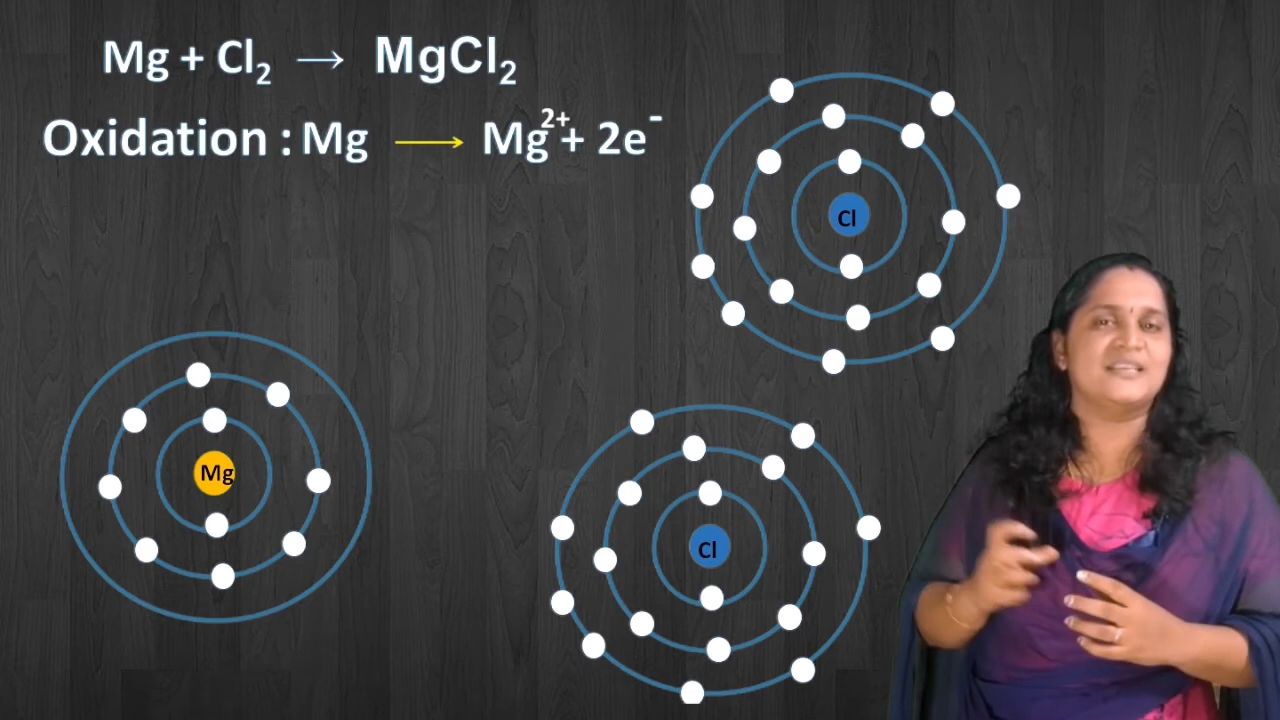 Mg + Cl₂ → MgCl₂
Oxidation : Mg ⟶ Mg²⁺ + 2e⁻
Cl
Mg
Cl